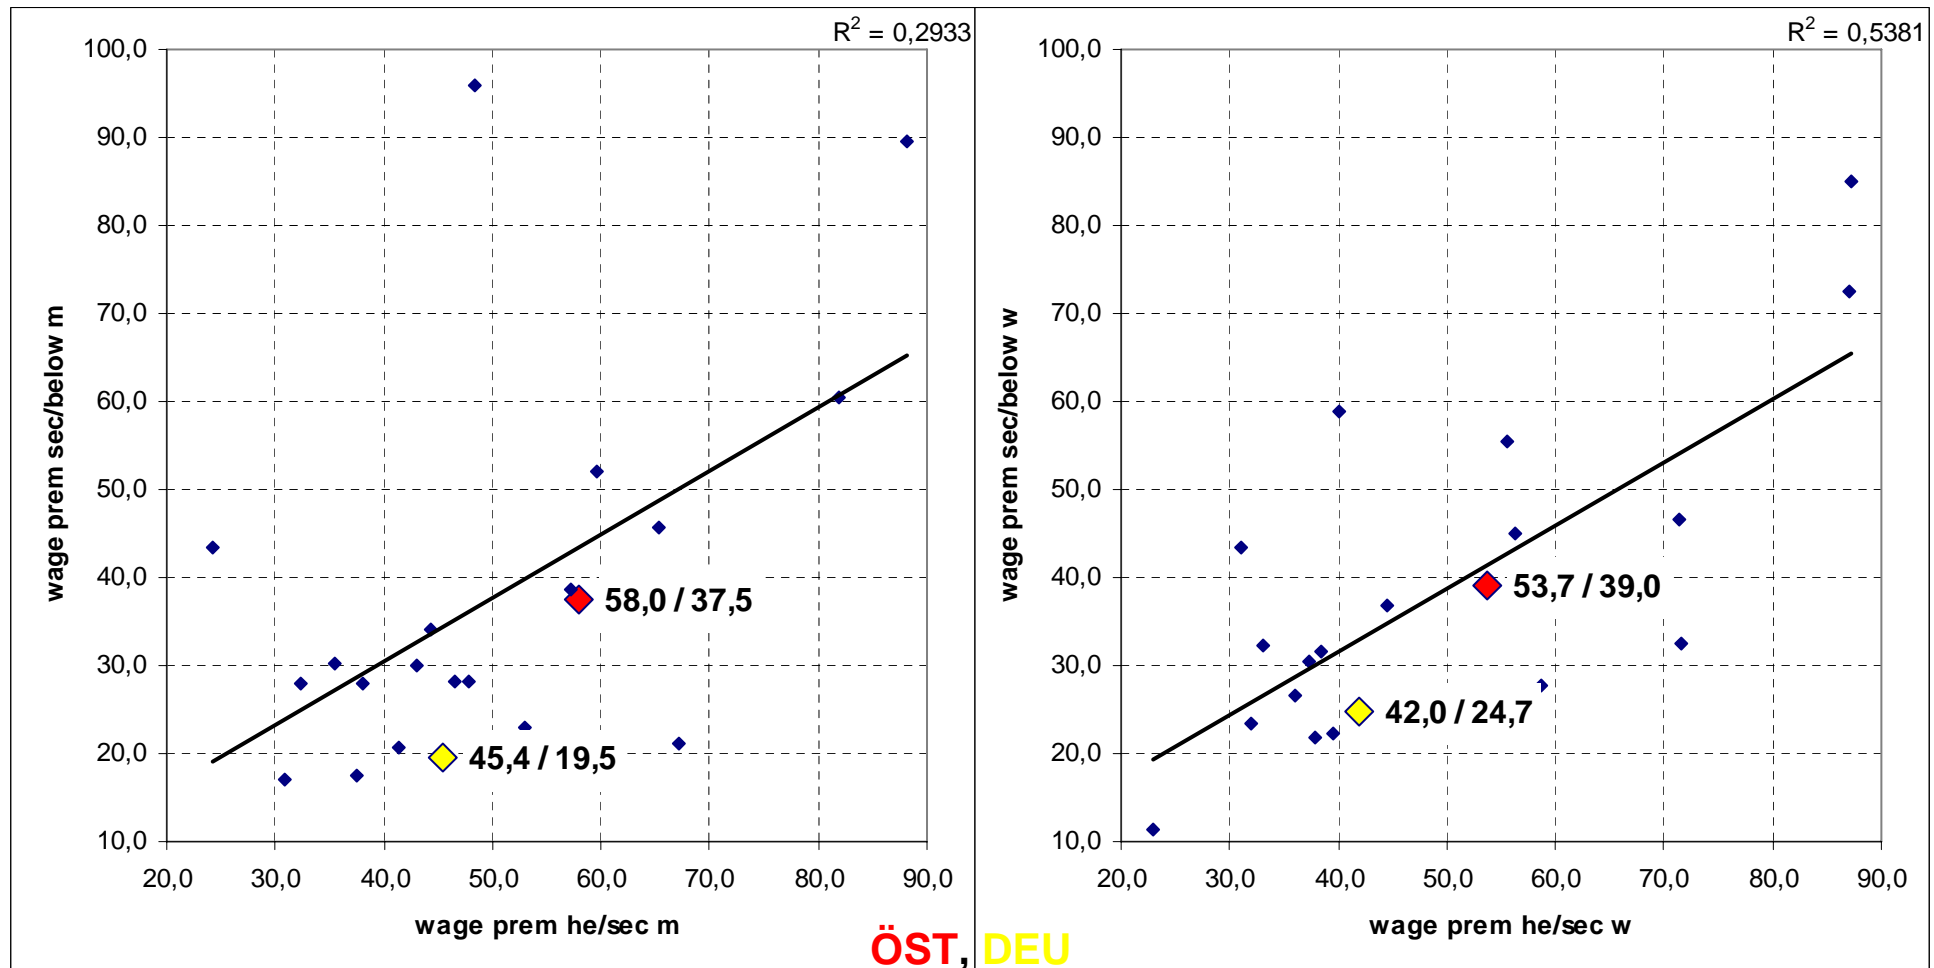 R² = 0,2933
100,0
90,0
80,0
70,0
60,0
50,0
40,0
30,0
20,0
10,0
wage prem sec/below m
58,0 / 37,5
45,4 / 19,5
20,0 30,0 40,0 50,0 60,0 70,0 80,0 90,0
wage prem he/sec m
R² = 0,5381
100,0
90,0
80,0
70,0
60,0
50,0
40,0
30,0
20,0
10,0
wage prem sec/below w
53,7 / 39,0
42,0 / 24,7
20,0 30,0 40,0 50,0 60,0 70,0 80,0 90,0
wage prem he/sec w
ÖST, DEU